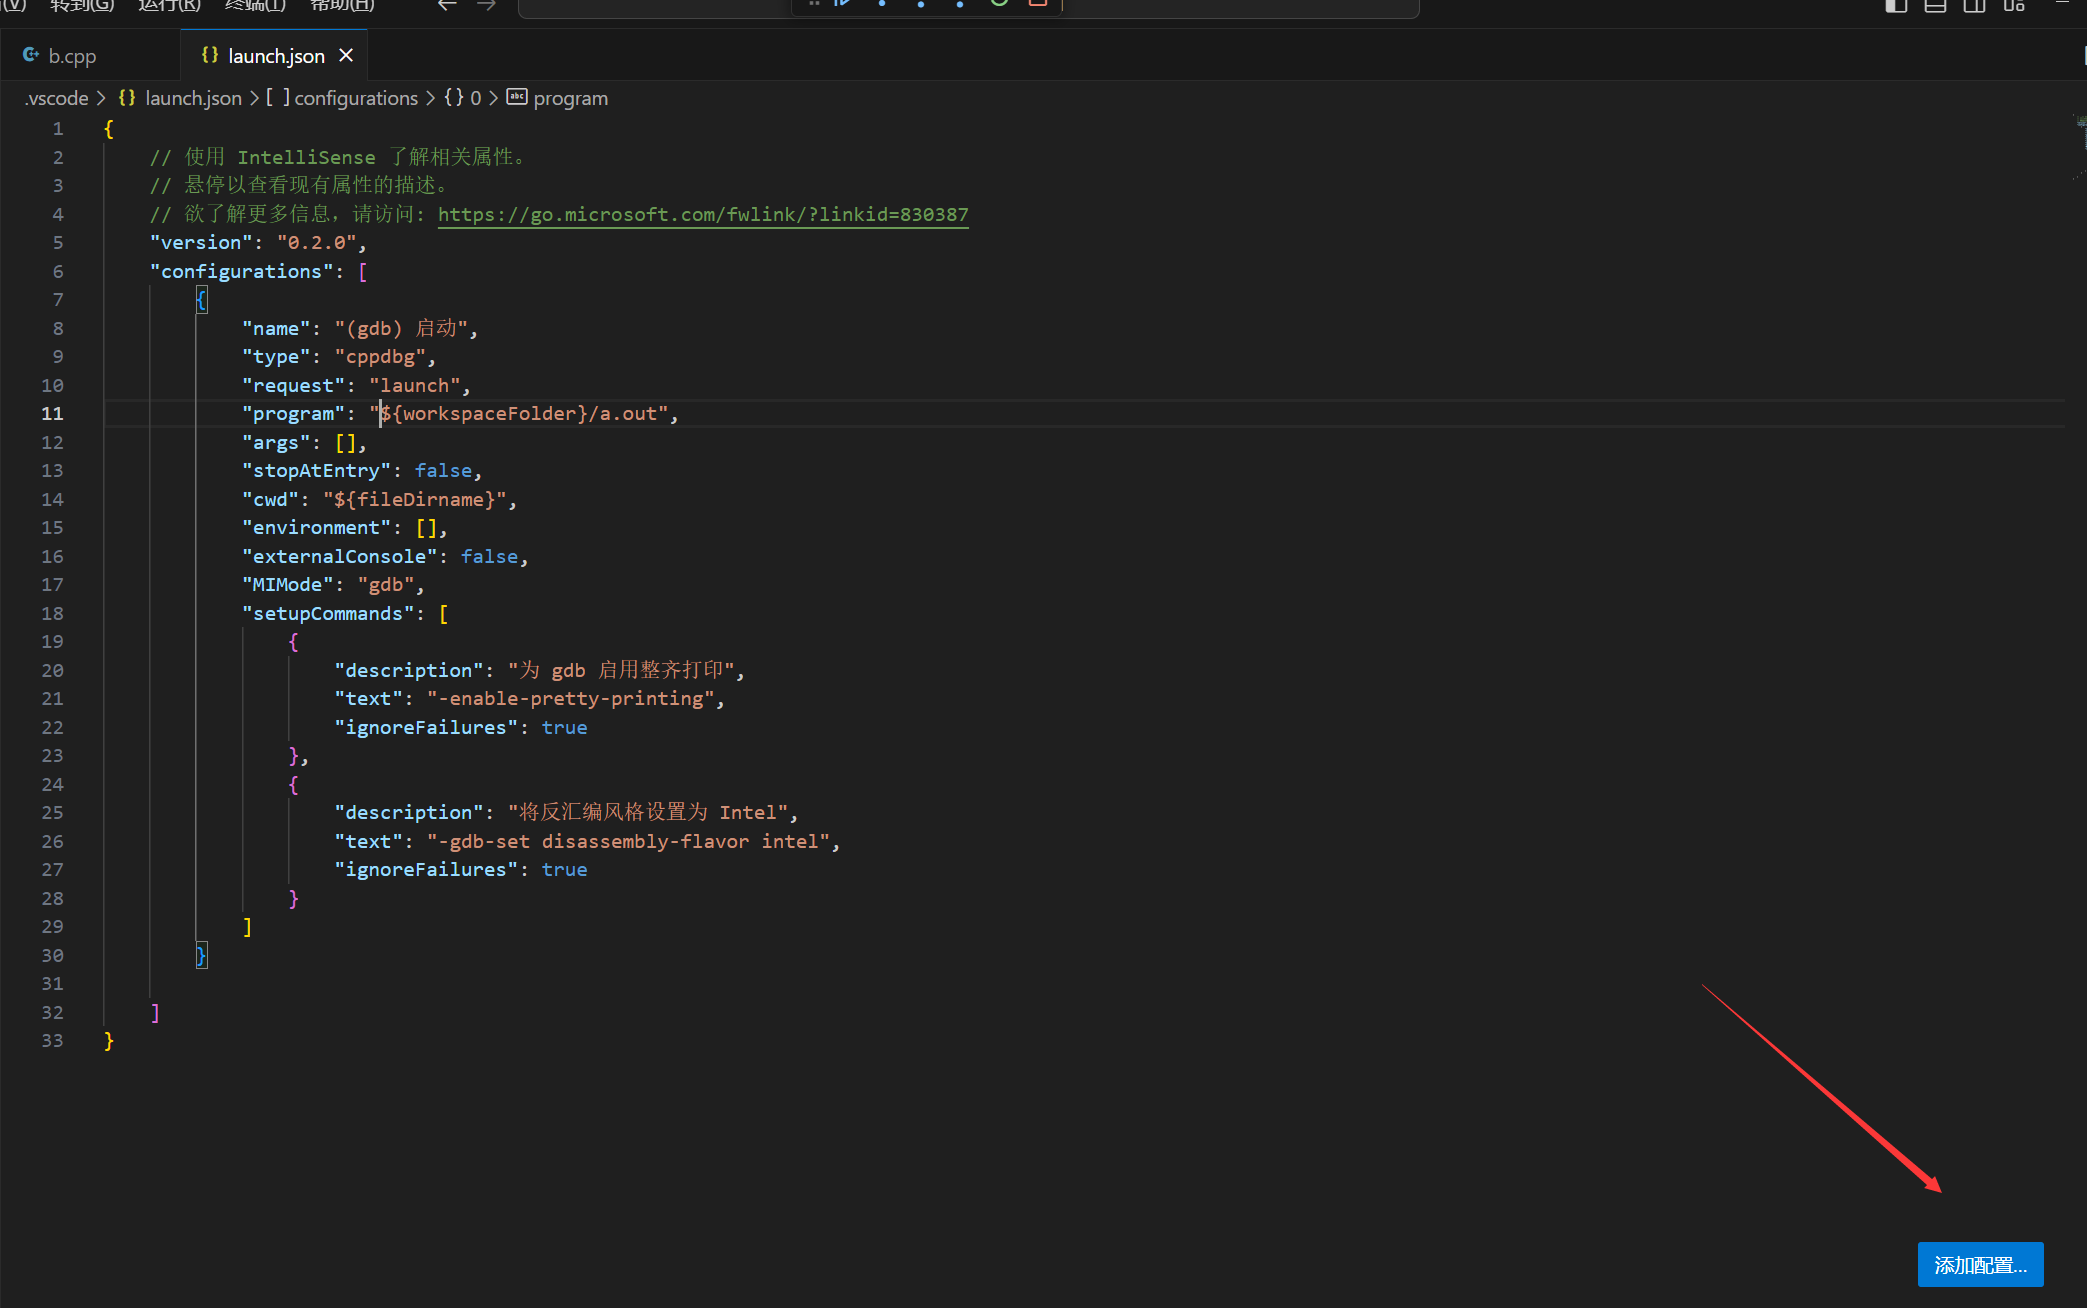 (V) 转到(G) 运行(R) 终端(T) 帮助(H)
b.cpp launch.json
.vscode > launch.json > [ ] configurations > { } 0 > program
1 {
2 // 使用 IntelliSense 了解相关属性。
3 // 悬停以查看现有属性的描述。
4 // 欲了解更多信息，请访问: https://go.microsoft.com/fwlink/?linkid=830387
5 "version": "0.2.0",
6 "configurations": [
7 {
8 "name": "(gdb) 启动",
9 "type": "cppdbg",
10 "request": "launch",
11 "program": "${workspaceFolder}/a.out",
12 "args": [],
13 "stopAtEntry": false,
14 "cwd": "${fileDirname}",
15 "environment": [],
16 "externalConsole": false,
17 "MIMode": "gdb",
18 "setupCommands": [
19 {
20 "description": "为 gdb 启用整齐打印",
21 "text": "-enable-pretty-printing",
22 "ignoreFailures": true
23 },
24 {
25 "description": "将反汇编风格设置为 Intel",
26 "text": "-gdb-set disassembly-flavor intel",
27 "ignoreFailures": true
28 }
29 ]
30 }
31
32 ]
33 }
添加配置...